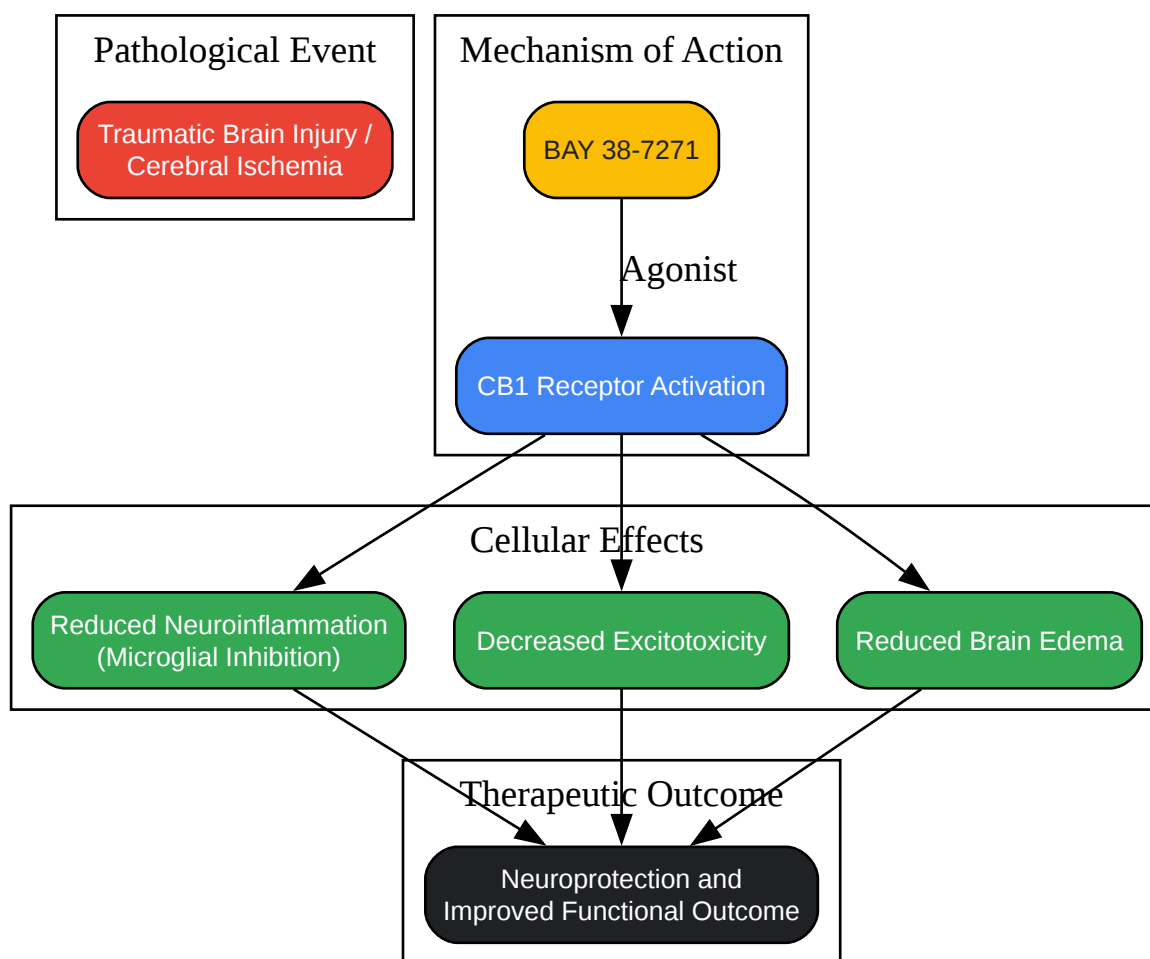 Pathological Event
Mechanism of Action
Traumatic Brain Injury /
Cerebral Ischemia
BAY 38-7271
Agonist
CB1 Receptor Activation
Cellular Effects
Reduced Neuroinflammation
(Microglial Inhibition)
Decreased Excitotoxicity
Reduced Brain Edema
Therapeutic Outcome
Neuroprotection and
Improved Functional Outcome